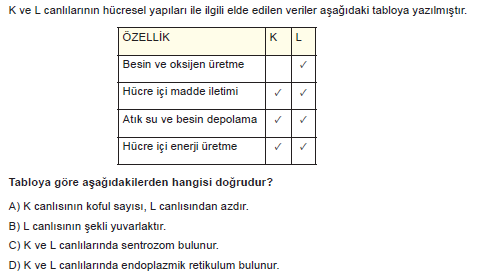 K ve L canlılarının hücresel yapıları ile ilgili elde edilen veriler aşağıdaki tabloya yazılmıştır.
ÖZELLİK K L
Besin ve oksijen üretme ✓
Hücre içi madde iletimi ✓ ✓
Atık su ve besin depolama ✓ ✓
Hücre içi enerji üretme ✓ ✓
Tabloya göre aşağıdakilerden hangisi doğrudur?
A) K canlısının koful sayısı, L canlısından azdır.
B) L canlısının şekli yuvarlaktır.
C) K ve L canlılarında sentrozom bulunur.
D) K ve L canlılarında endoplazmik retikulum bulunur.